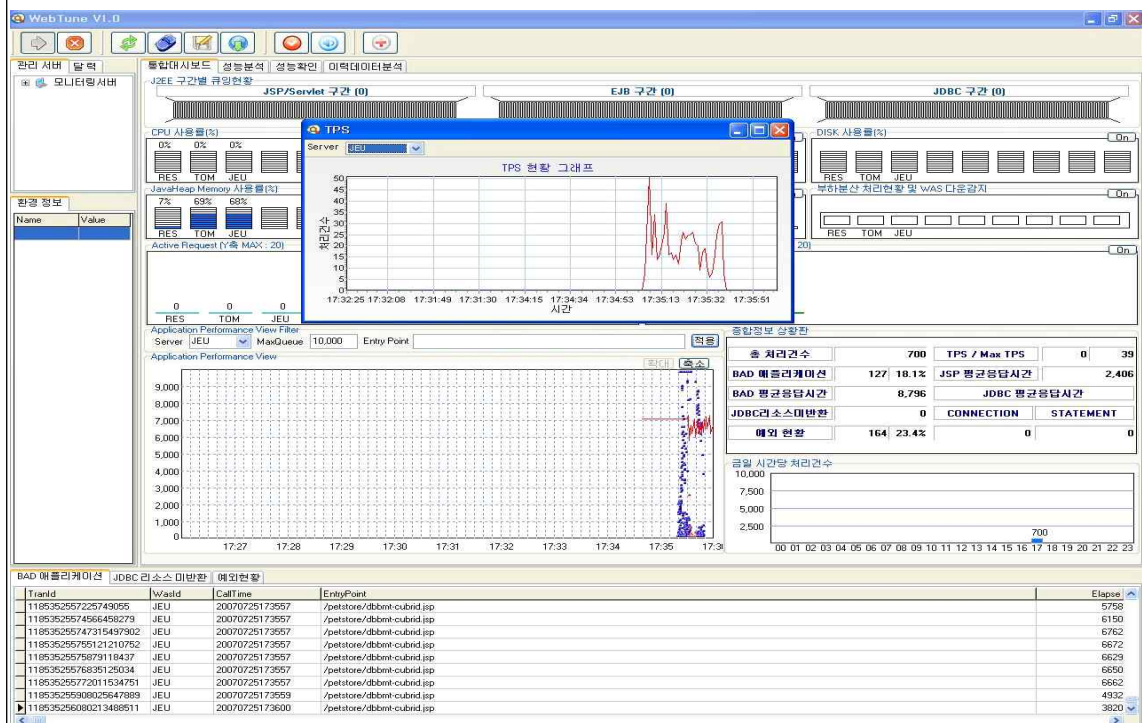 WebTune V1.0
관리 서버 달력
모니터링서버
환경 정보
Name Value
통합대시보드 성능분석 성능확인 이력데이터분석
J2EE 구간별 큐잉현황
JSP/Servlet 구간 (0) EJB 구간 (0) JDBC 구간 (0)
CPU 사용률(%)
0% 0% 0%
RES TOM JEU
DISK 사용률(%)
On
RES TOM JEU
JavaHeap Memory 사용률(%)
7% 69% 68%
RES TOM JEU
부하분산 처리현황 및 WAS 다운감지
On
RES TOM JEU
Active Request (Y축 MAX : 20)
0 0 0
RES TOM JEU
20)
On
TPS
Server JEU
TPS 현황 그래프
처리건수
50
45
40
35
30
25
20
15
10
5
0
17:32:25 17:32:08 17:31:49 17:31:30 17:34:15 17:34:34 17:34:53 17:35:13 17:35:32 17:35:51
시간
Application Performance View Filter
Server JEU MaxQueue 10,000 Entry Point 적용
Application Performance View
확대 축소
9,000
8,000
7,000
6,000
5,000
4,000
3,000
2,000
1,000
0
17:27 17:28 17:29 17:30 17:31 17:32 17:33 17:34 17:35 17:3
종합정보 상황판
총 처리건수 700 TPS / Max TPS 0 39
BAD 애플리케이션 127 18.1% JSP 평균응답시간 2,406
BAD 평균응답시간 8,796 JDBC 평균응답시간
JDBC리소스미반환 0 CONNECTION STATEMENT
예외 현황 164 23.4% 0 0
금일 시간당 처리건수
10,000
7,500
5,000
2,500
700
00 01 02 03 04 05 06 07 08 09 10 11 12 13 14 15 16 17 18 19 20 21 22 23
BAD 애플리케이션 JDBC 리소스 미반환 예외현황
TranId WasId CallTime EntryPoint Elapse
1185352557225749055 JEU 20070725173557 /petstore/dbbmt-cubrid.jsp 5758
118535255574566458279 JEU 20070725173557 /petstore/dbbmt-cubrid.jsp 6150
118535255747315497902 JEU 20070725173557 /petstore/dbbmt-cubrid.jsp 6762
118535255755121210752 JEU 20070725173557 /petstore/dbbmt-cubrid.jsp 6672
11853525575879118437 JEU 20070725173557 /petstore/dbbmt-cubrid.jsp 6629
11853525576835125034 JEU 20070725173557 /petstore/dbbmt-cubrid.jsp 6650
118535255772011534751 JEU 20070725173557 /petstore/dbbmt-cubrid.jsp 6662
118535255908025647889 JEU 20070725173559 /petstore/dbbmt-cubrid.jsp 4932
118535256080213488511 JEU 20070725173600 /petstore/dbbmt-cubrid.jsp 3820